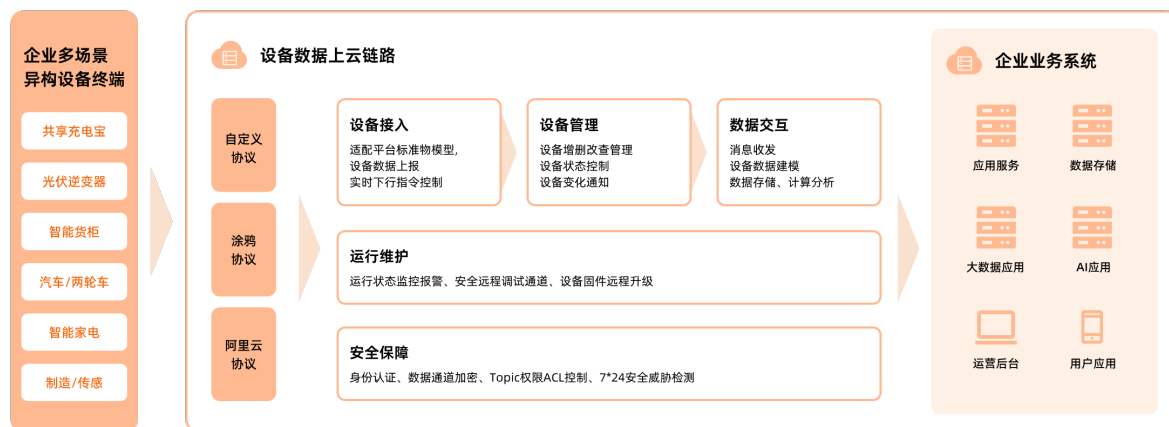 企业多场景
异构设备终端
共享充电宝
光伏逆变器
智能货柜
汽车/两轮车
智能家电
制造/传感
设备数据上云链路
自定义
协议
涂鸦
协议
阿里云
协议
设备接入
适配平台标准物模型,
设备数据上报
实时下行指令控制
设备管理
设备增删改查管理
设备状态控制
设备变化通知
数据交互
消息收发
设备数据建模
数据存储、计算分析
运行维护
运行状态监控报警、安全远程调试通道、设备固件远程升级
安全保障
身份认证、数据通道加密、Topic权限ACL控制、7*24安全威胁检测
企业业务系统
应用服务
数据存储
大数据应用
AI应用
运营后台
用户应用